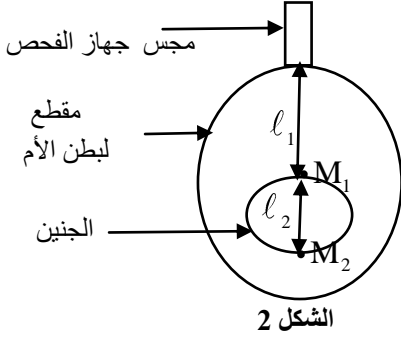 مجس جهاز الفحص
مقطع
لبطن الأم
ℓ₁
M₁
ℓ₂
الجنين
M₂
الشكل 2